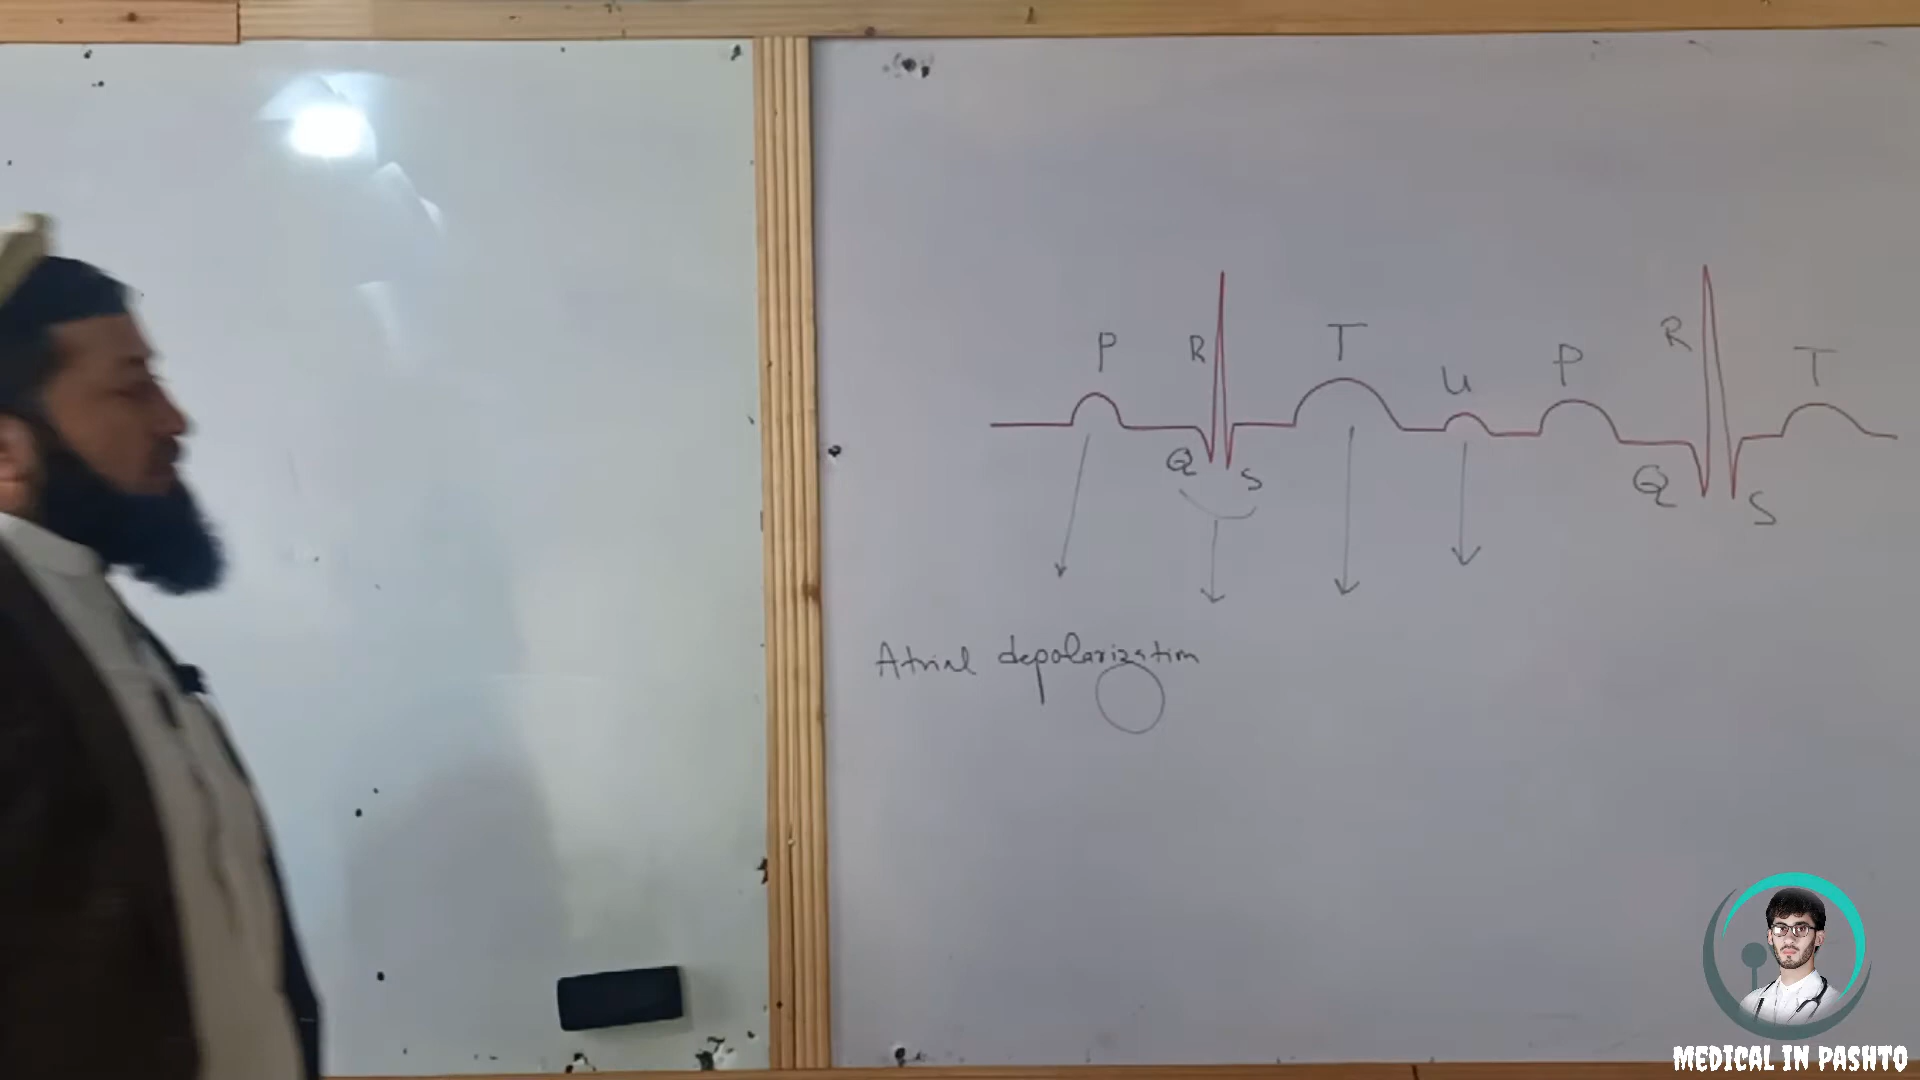 P R T U P R T
Q S Q S
Atrial depolarization
MEDICAL IN PASHTO